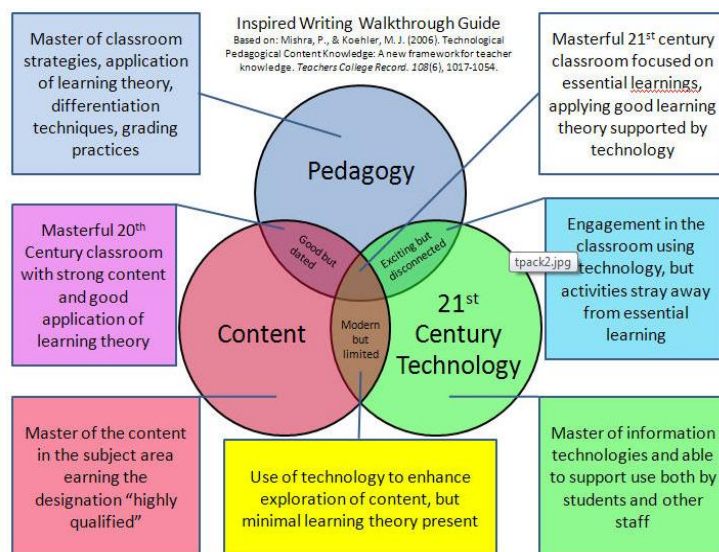 Inspired Writing Walkthrough Guide
Based on: Mishra, P., & Koehler, M. J. (2006). Technological
Pedagogical Content Knowledge: A new framework for teacher
knowledge. Teachers College Record. 108(6), 1017-1054.
Master of classroom
strategies, application
of learning theory,
differentiation
techniques, grading
practices
Masterful 21st century
classroom focused on
essential learnings,
applying good learning
theory supported by
technology
Pedagogy
Masterful 20th
Century classroom
with strong content
and good
application of
learning theory
Good but
dated
Exciting but
disconnected
tpack2.jpg
Engagement in the
classroom using
technology, but
activities stray away
from essential
learning
Content
Modern
but
limited
21st
Century
Technology
Master of the content
in the subject area
earning the
designation “highly
qualified”
Use of technology to enhance
exploration of content, but
minimal learning theory present
Master of information
technologies and able
to support use both by
students and other
staff